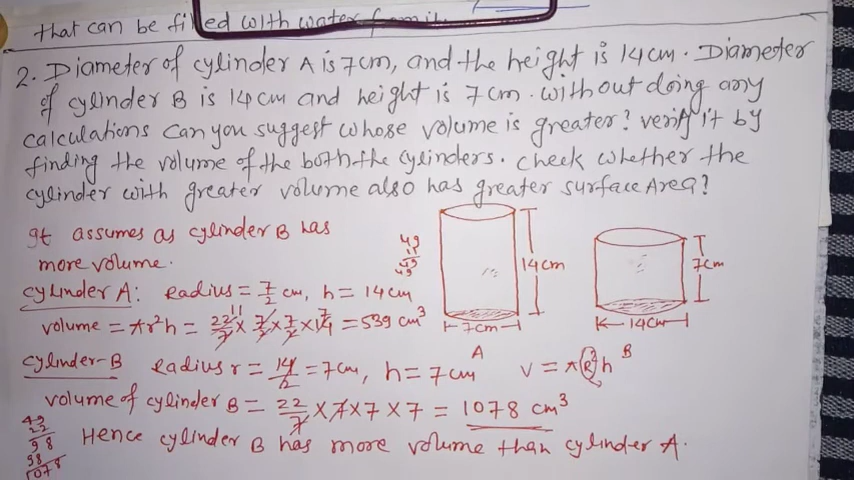 that can be filled with water from it.
2. Diameter of cylinder A is 7cm, and the height is 14cm. Diameter
of cylinder B is 14cm and height is 7cm. without doing any
calculations can you suggest whose volume is greater? verify it by
finding the volume of the both the cylinders. check whether the
cylinder with greater volume also has greater surface Area?
It assumes as cylinder B has
more volume.
49
11
49
49
14cm
7cm
7cm
14cm
cylinder A: Radius = 7/2 cm, h = 14cm
volume = πr²h = 22/7 × 7/2 × 7/2 × 14 = 539 cm³
11 7
A
B
cylinder-B Radius r = 14/2 = 7cm, h = 7cm V = πR²h
volume of cylinder B = 22/7 × 7 × 7 × 7 = 1078 cm³
49
22
98
98
1078
Hence cylinder B has more volume than cylinder A.